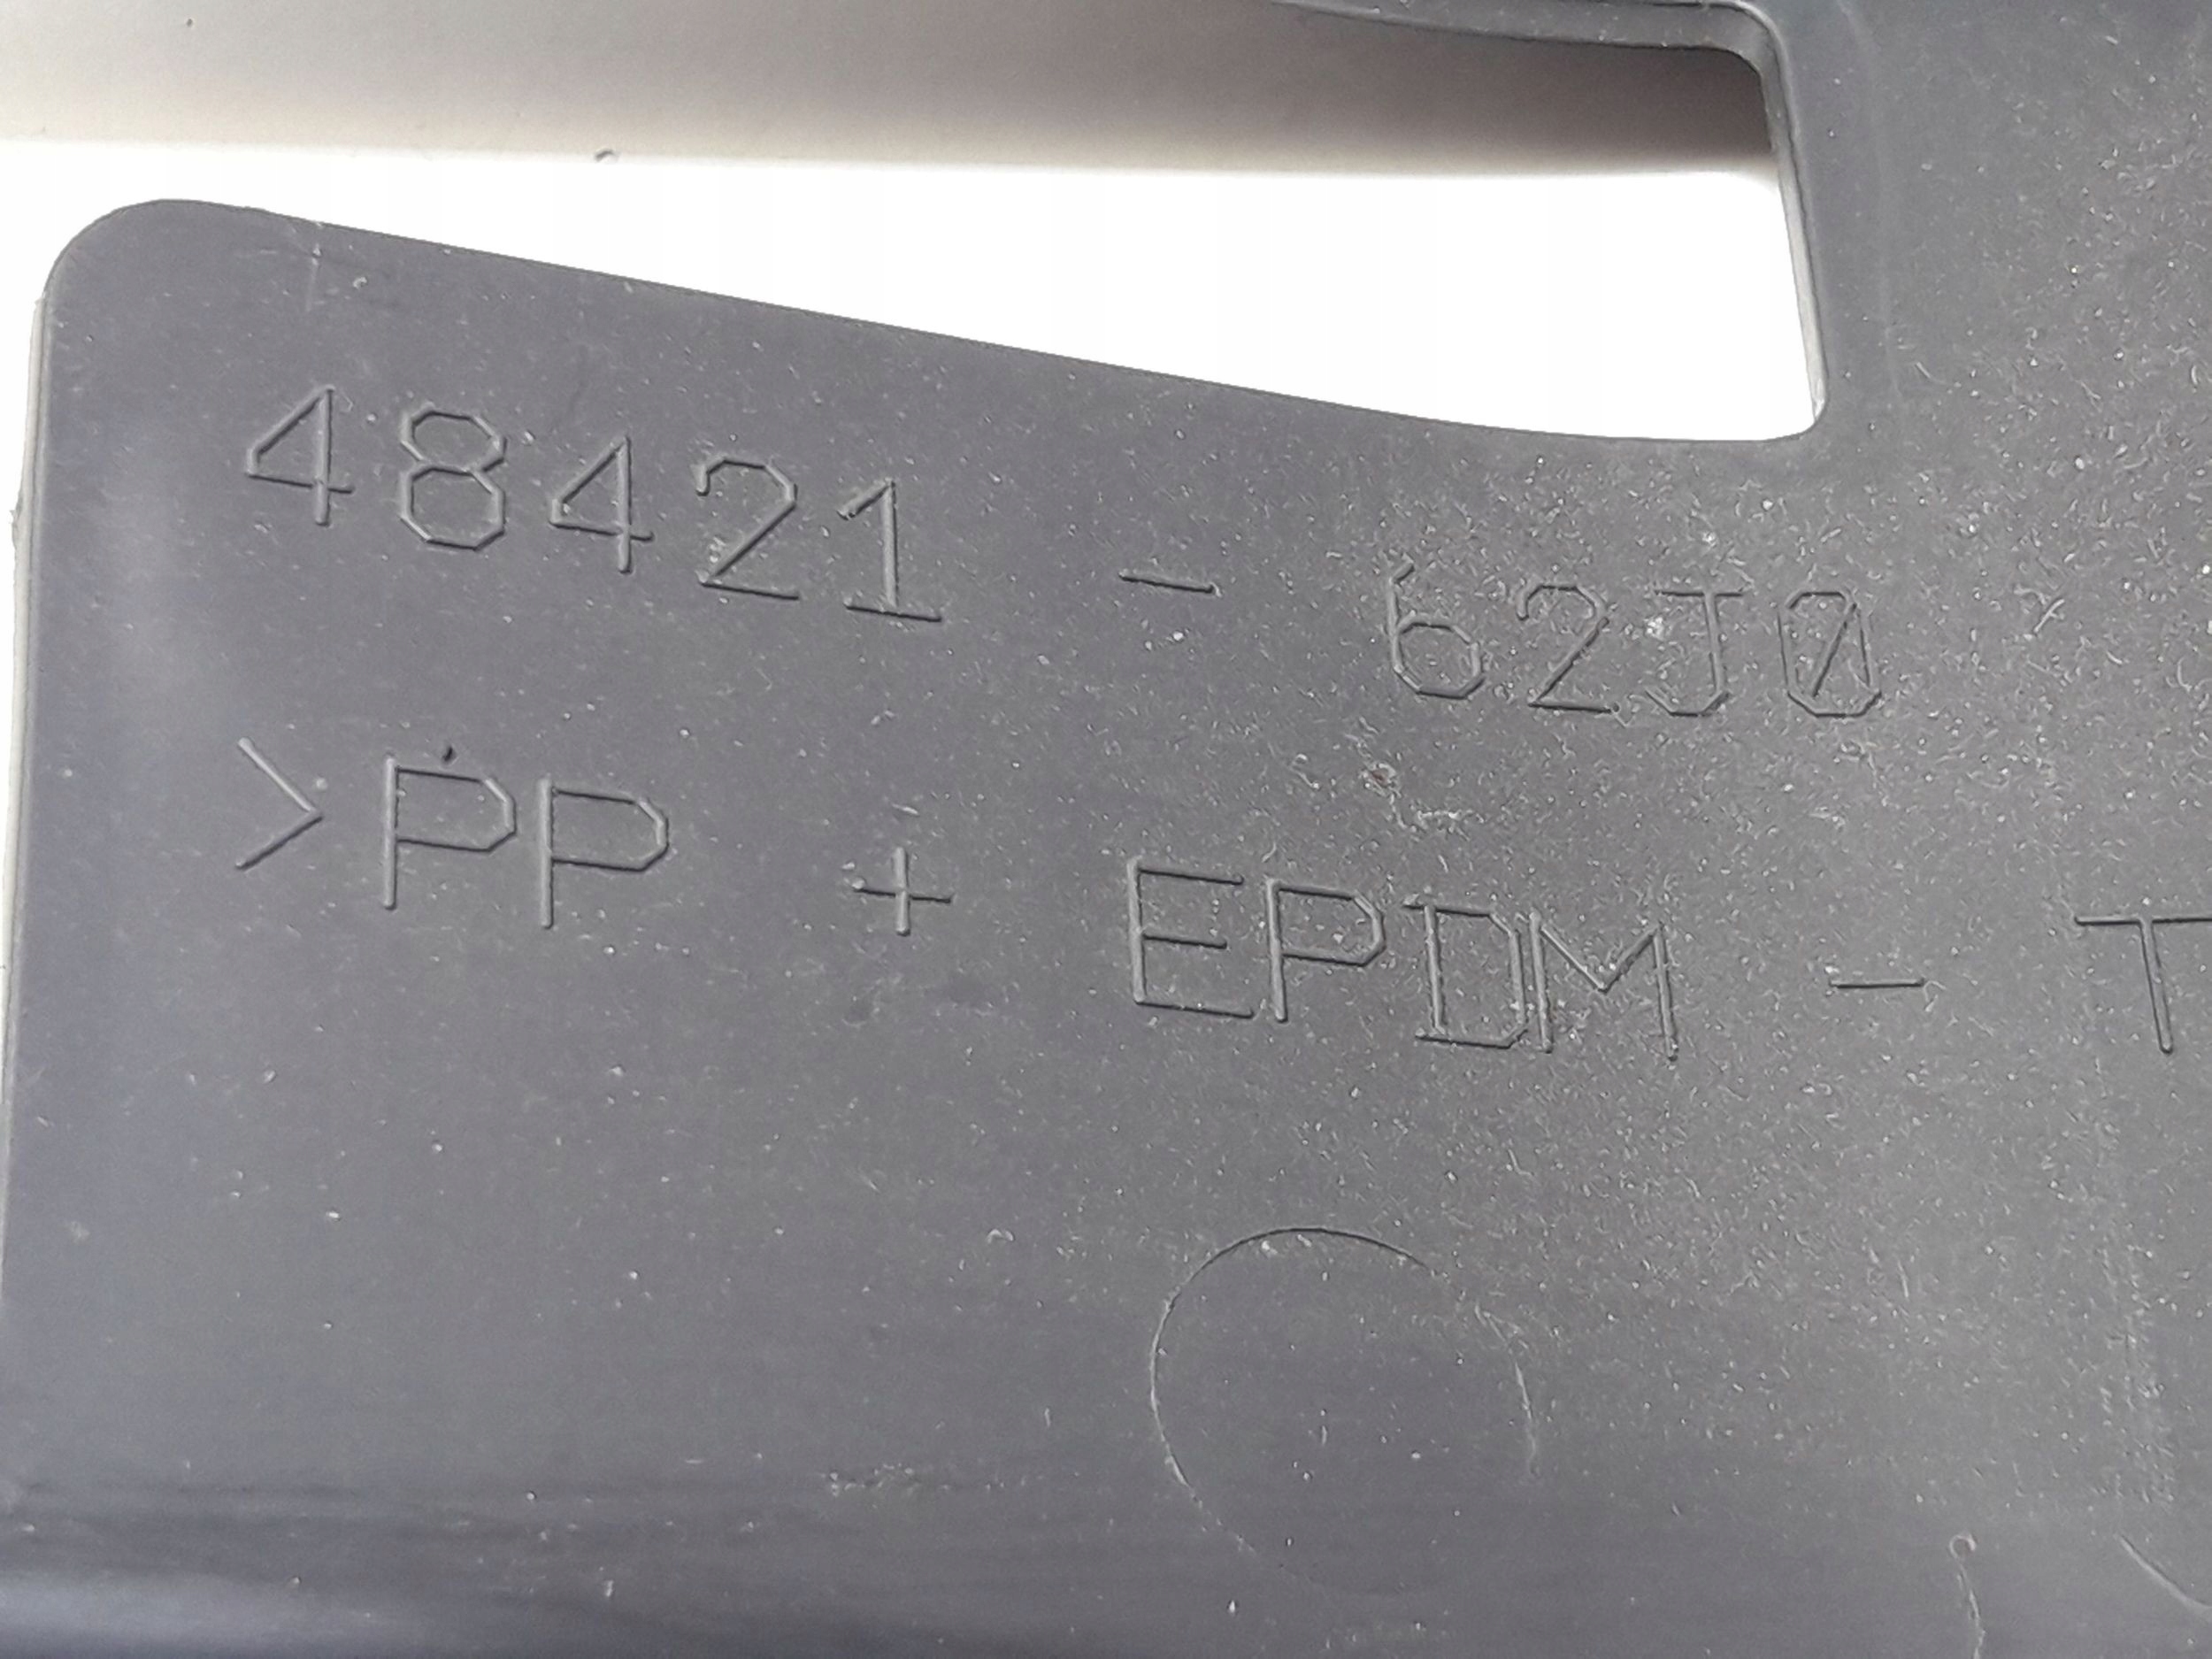 48421 - 62J0
>PP + EPDM - T